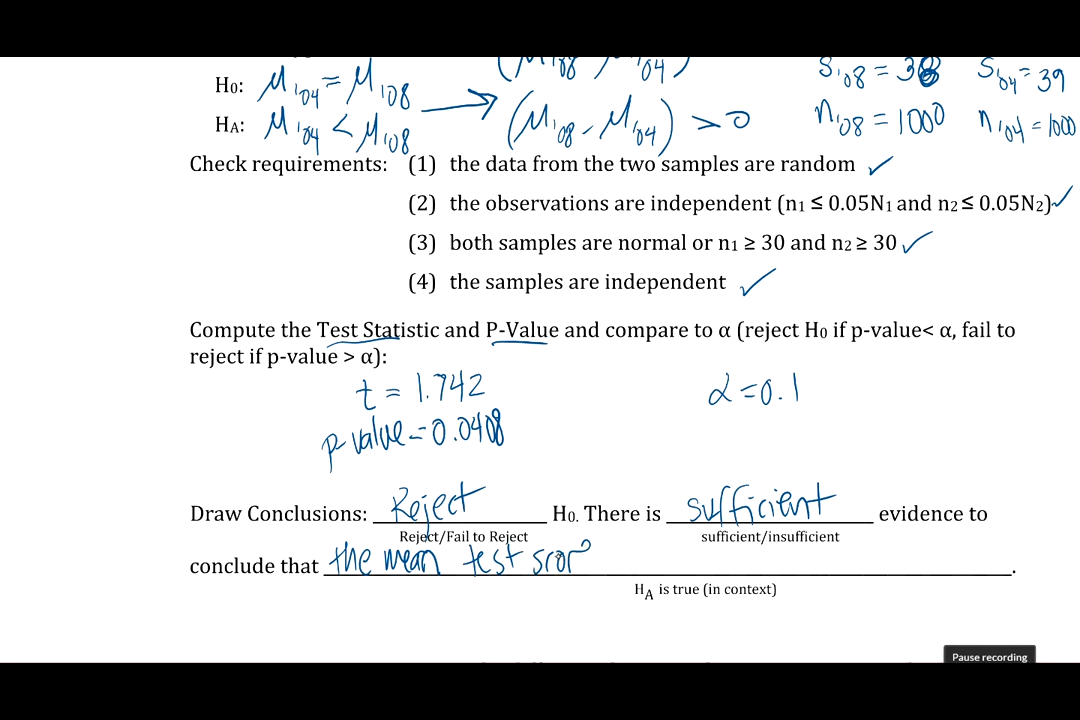 (μ'08 - μ'04)
S'08 = 38 S'04 = 39
H0: μ'04 = μ'08
HA: μ'04 < μ'08 → (μ'08 - μ'04) > 0 n'08 = 1000 n'04 = 1000
Check requirements: (1) the data from the two samples are random ✓
(2) the observations are independent (n1 ≤ 0.05N1 and n2 ≤ 0.05N2) ✓
(3) both samples are normal or n1 ≥ 30 and n2 ≥ 30 ✓
(4) the samples are independent ✓
Compute the Test Statistic and P-Value and compare to α (reject H0 if p-value< α, fail to
reject if p-value > α):
t = 1.742 α = 0.1
p-value = 0.0408
Draw Conclusions: Reject H0. There is sufficient evidence to
Reject/Fail to Reject sufficient/insufficient
conclude that the mean test scor .
HA is true (in context)
Pause recording